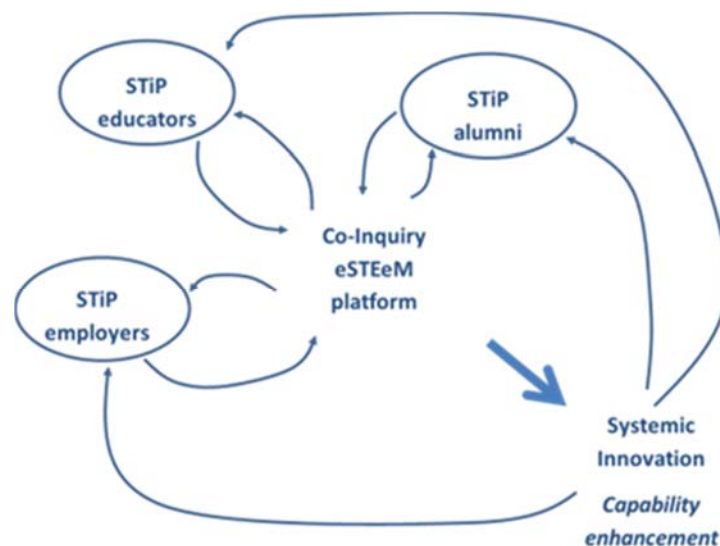 STiP
educators
STiP
alumni
Co-Inquiry
eSTEeM
platform
STiP
employers
Systemic
Innovation
Capability
enhancement